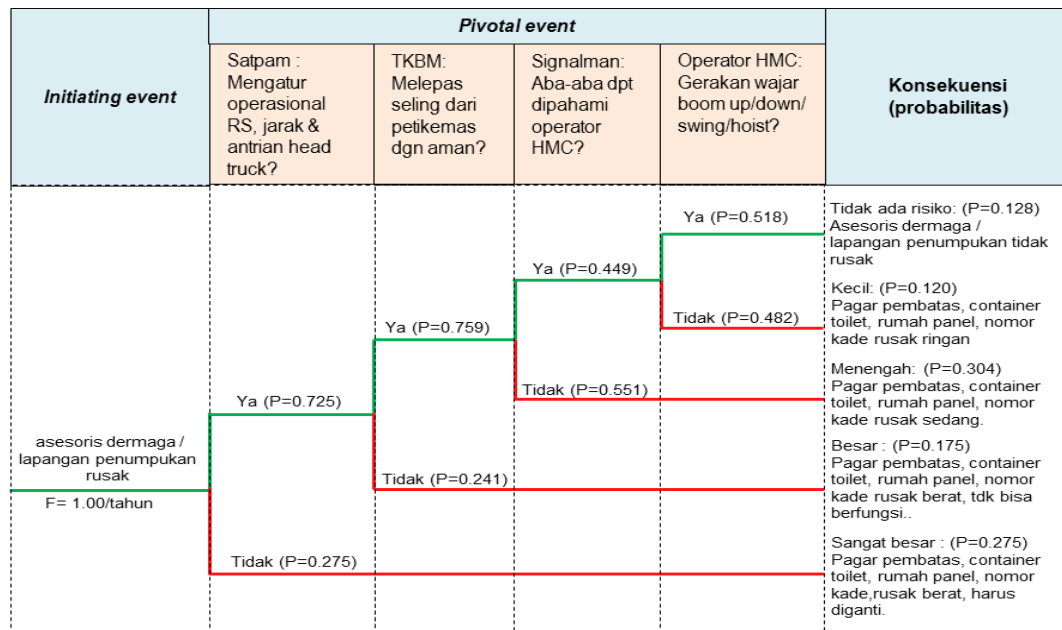 Initiating event
Pivotal event
Satpam :
Mengatur
operasional
RS, jarak &
antrian head
truck?
TKBM:
Melepas
seling dari
petikemas
dgn aman?
Signalman:
Aba-aba dpt
dipahami
operator
HMC?
Operator HMC:
Gerakan wajar
boom up/down/
swing/hoist?
Konsekuensi
(probabilitas)
asesoris dermaga /
lapangan penumpukan
rusak
F= 1.00/tahun
Ya (P=0.725)
Tidak (P=0.275)
Ya (P=0.759)
Tidak (P=0.241)
Ya (P=0.449)
Tidak (P=0.551)
Ya (P=0.518)
Tidak (P=0.482)
Tidak ada risiko: (P=0.128)
Asesoris dermaga /
lapangan penumpukan tidak
rusak
Kecil: (P=0.120)
Pagar pembatas, container
toilet, rumah panel, nomor
kade rusak ringan
Menengah: (P=0.304)
Pagar pembatas, container
toilet, rumah panel, nomor
kade rusak sedang.
Besar : (P=0.175)
Pagar pembatas, container
toilet, rumah panel, nomor
kade rusak berat, tdk bisa
berfungsi..
Sangat besar : (P=0.275)
Pagar pembatas, container
toilet, rumah panel, nomor
kade,rusak berat, harus
diganti.